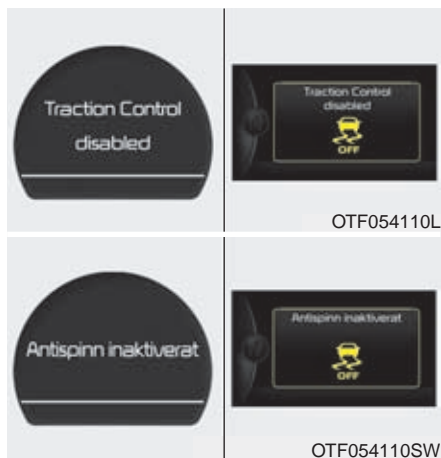 Traction Control
disabled
Traction Control
disabled
OFF
OTF054110L
Antispinn inaktiverat
Antispinn inaktiverat
OFF
OTF054110SW